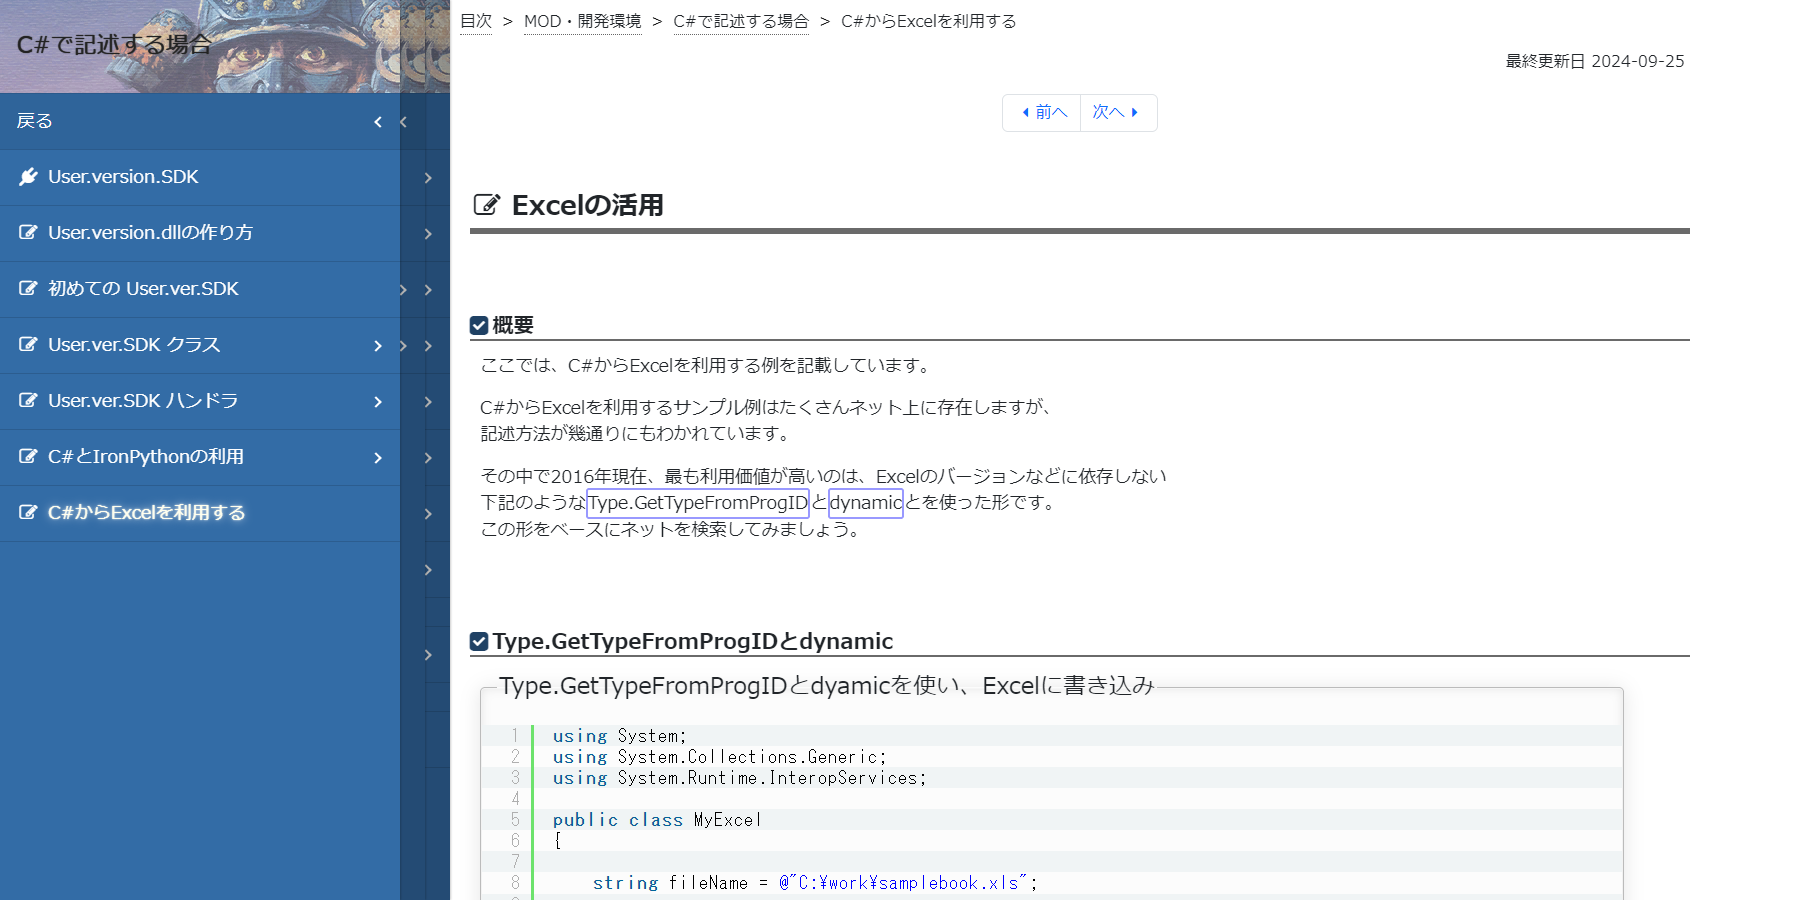 C#で記述する場合
戻る
User.version.SDK
User.version.dllの作り方
初めての User.ver.SDK
User.ver.SDK クラス
User.ver.SDK ハンドラ
C#とIronPythonの利用
C#からExcelを利用する
目次 > MOD・開発環境 > C#で記述する場合 > C#からExcelを利用する
最終更新日 2024-09-25
前へ 次へ
Excelの活用
概要
ここでは、C#からExcelを利用する例を記載しています。
C#からExcelを利用するサンプル例はたくさんネット上に存在しますが、
記述方法が幾通りにもわかれています。
その中で2016年現在、最も利用価値が高いのは、Excelのバージョンなどに依存しない
下記のようなType.GetTypeFromProgIDとdynamicとを使った形です。
この形をベースにネットを検索してみましょう。
Type.GetTypeFromProgIDとdynamic
Type.GetTypeFromProgIDとdyamicを使い、Excelに書き込み
1 using System;
2 using System.Collections.Generic;
3 using System.Runtime.InteropServices;
4
5 public class MyExcel
6 {
7
8 string fileName = @"C:¥work¥samplebook.xls";